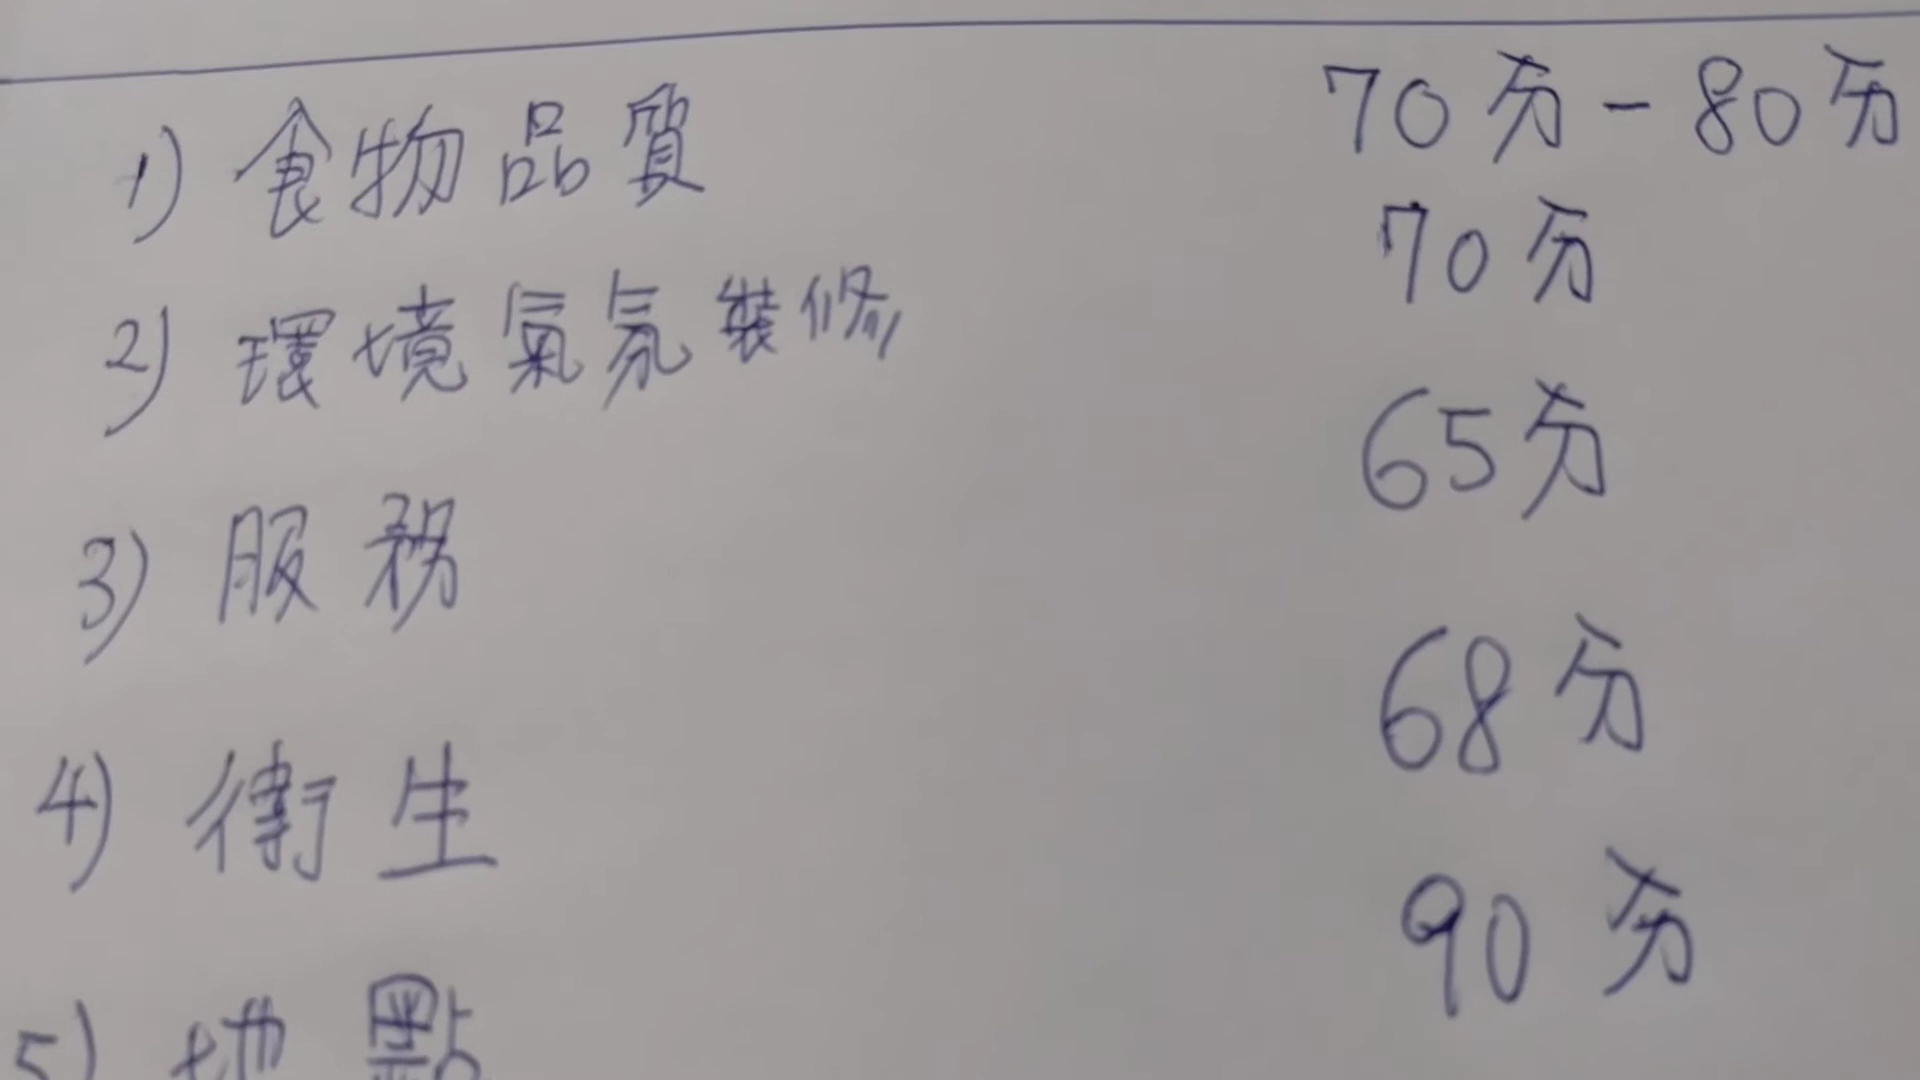 1) 食物品質 70分-80分
2) 環境氣氛裝修 70分
3) 服務 65分
4) 衛生 68分
5) 地點 90分